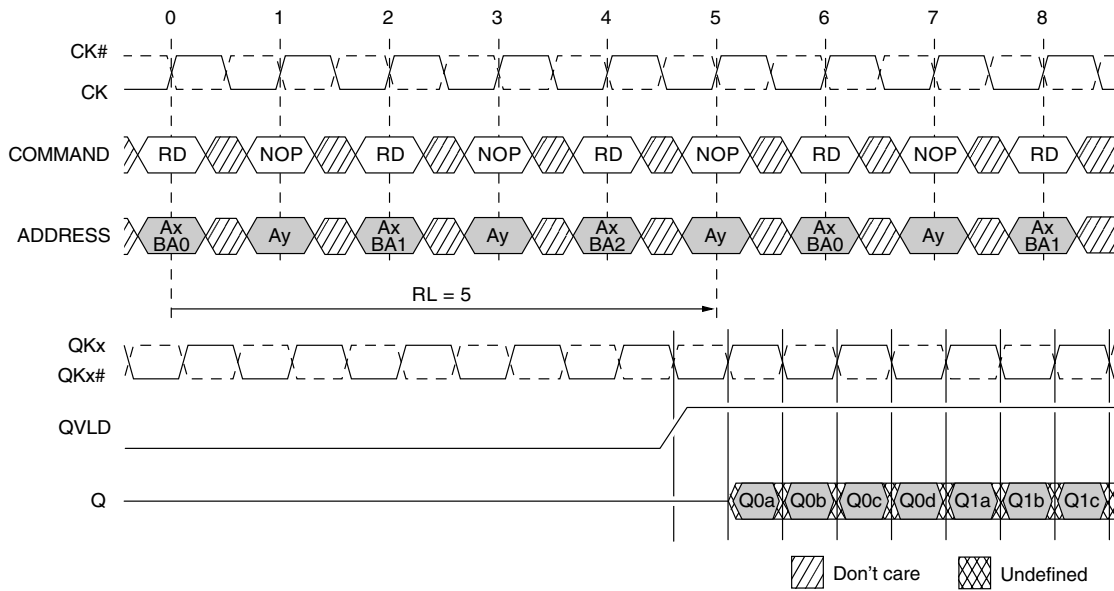 0 1 2 3 4 5 6 7 8
CK#
CK
COMMAND RD NOP RD NOP RD NOP RD NOP RD
ADDRESS Ax BA0 Ay Ax BA1 Ay Ax BA2 Ay Ax BA0 Ay Ax BA1
RL = 5
QKx
QKx#
QVLD
Q Q0a Q0b Q0c Q0d Q1a Q1b Q1c
Don't care Undefined